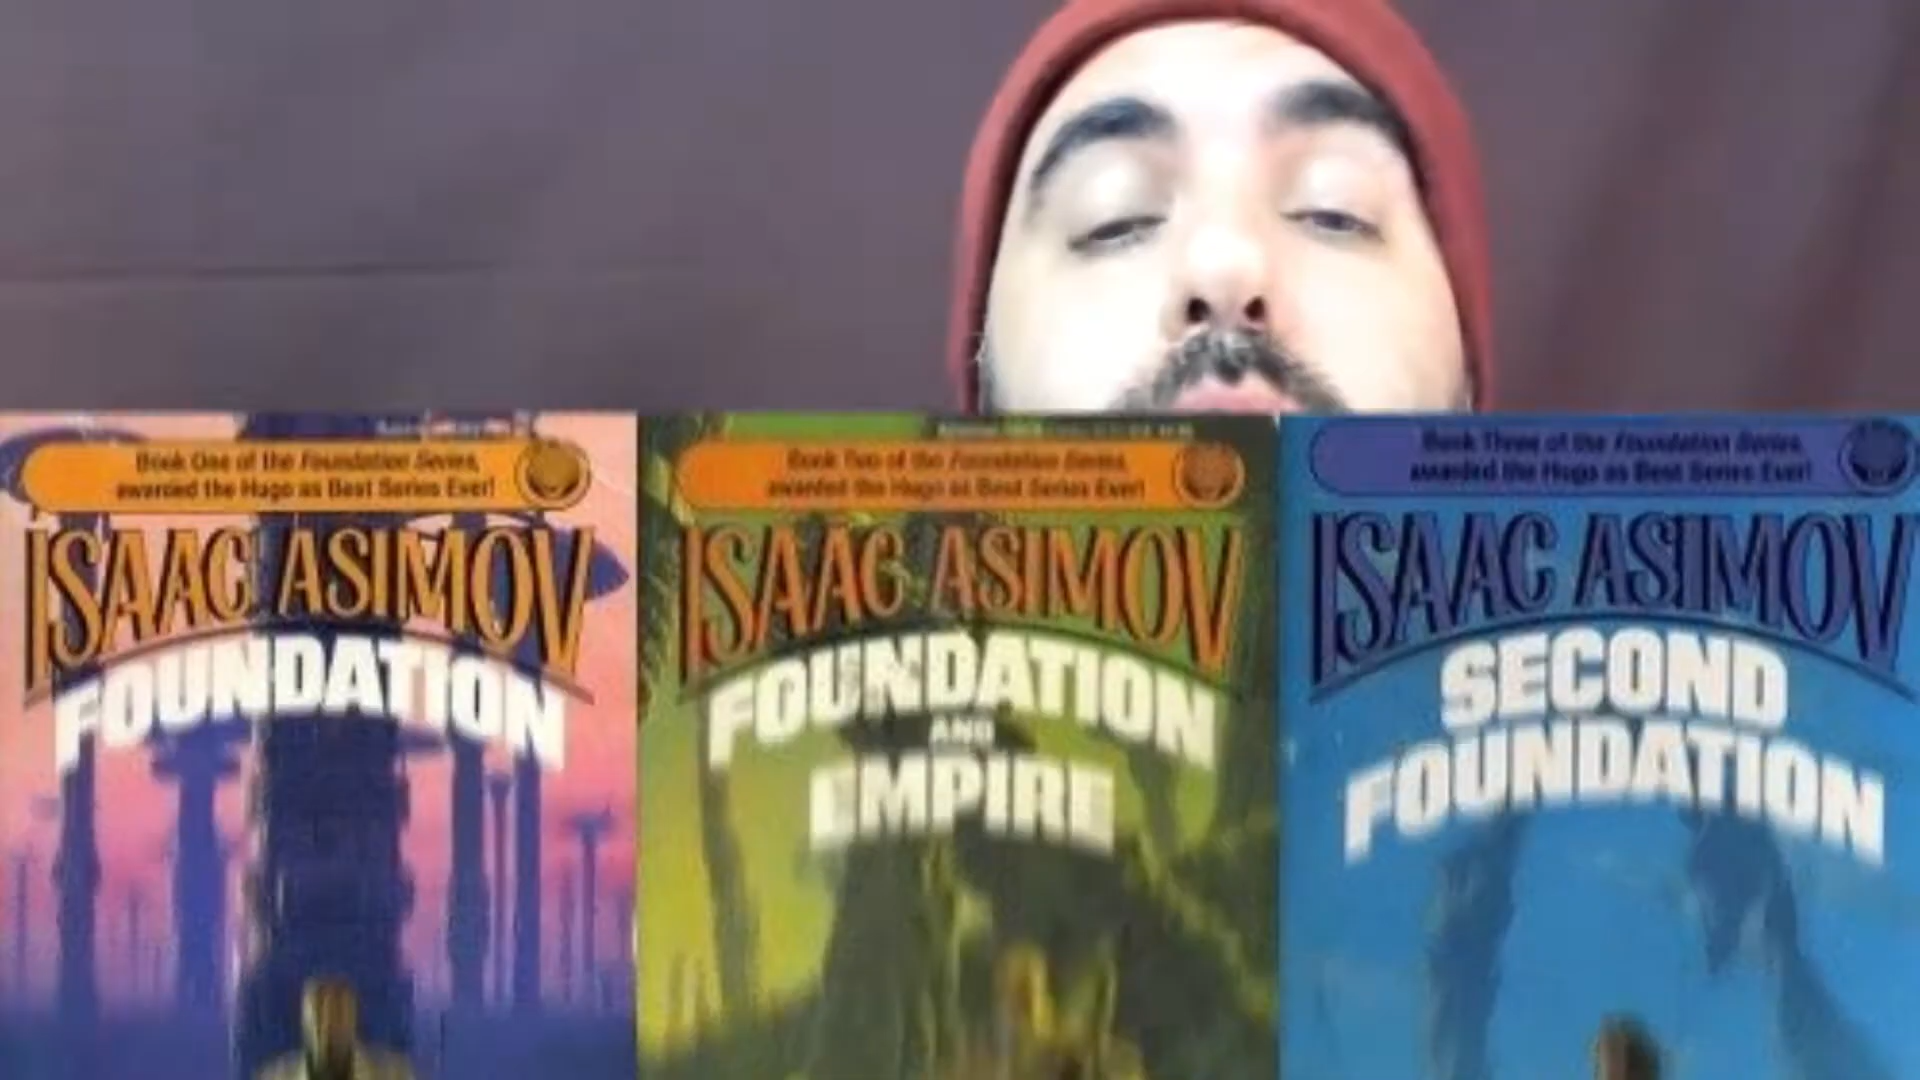 Book One of the Foundation Series,
awarded the Hugo as Best Series Ever!
ISAAC ASIMOV
FOUNDATION
Book Two of the Foundation Series,
awarded the Hugo as Best Series Ever!
ISAAC ASIMOV
FOUNDATION
AND
EMPIRE
Book Three of the Foundation Series,
awarded the Hugo as Best Series Ever!
ISAAC ASIMOV
SECOND
FOUNDATION